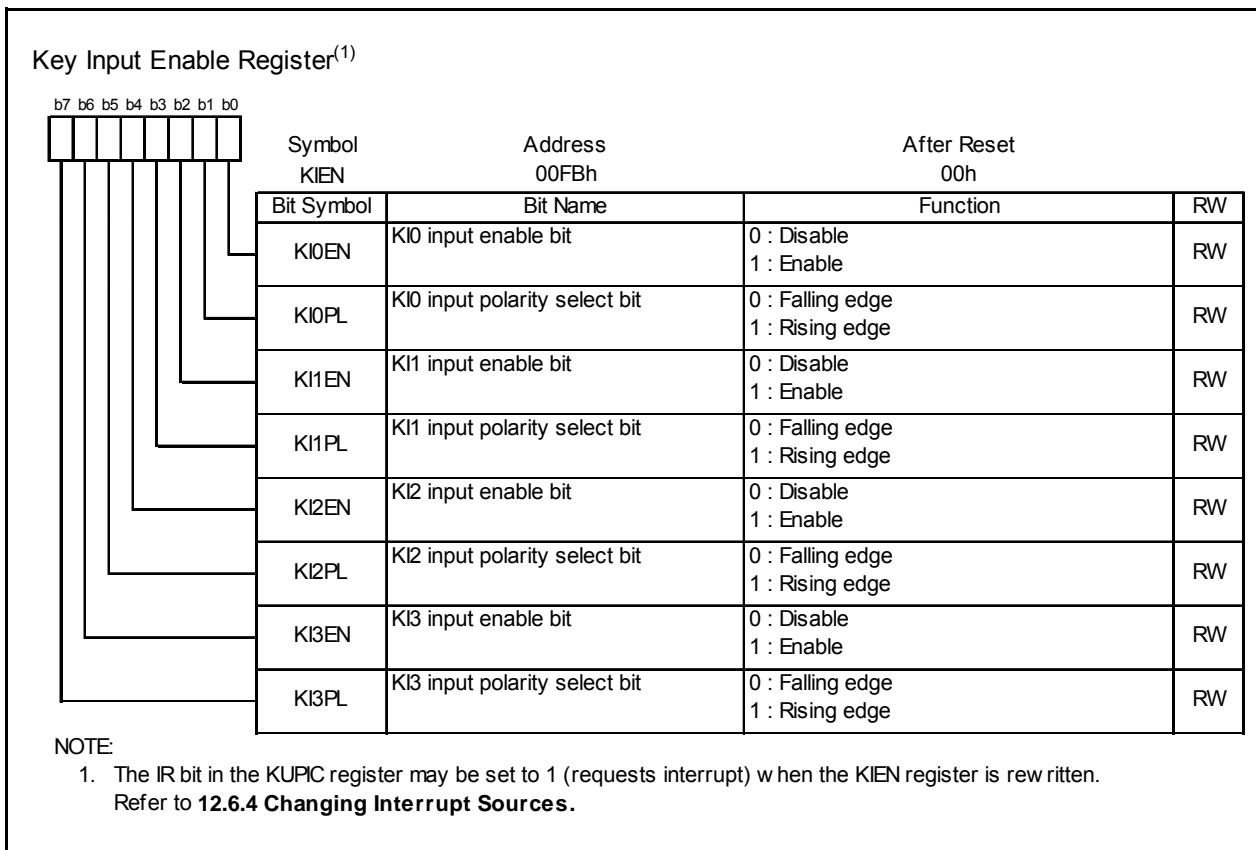 Key Input Enable Register(1)
b7 b6 b5 b4 b3 b2 b1 b0
Symbol Address After Reset
KIEN 00FBh 00h
Bit Symbol Bit Name Function RW
KI0EN KI0 input enable bit 0 : Disable RW
1 : Enable
KI0PL KI0 input polarity select bit 0 : Falling edge RW
1 : Rising edge
KI1EN KI1 input enable bit 0 : Disable RW
1 : Enable
KI1PL KI1 input polarity select bit 0 : Falling edge RW
1 : Rising edge
KI2EN KI2 input enable bit 0 : Disable RW
1 : Enable
KI2PL KI2 input polarity select bit 0 : Falling edge RW
1 : Rising edge
KI3EN KI3 input enable bit 0 : Disable RW
1 : Enable
KI3PL KI3 input polarity select bit 0 : Falling edge RW
1 : Rising edge
NOTE:
1. The IR bit in the KUPIC register may be set to 1 (requests interrupt) when the KIEN register is rewritten.
Refer to 12.6.4 Changing Interrupt Sources.